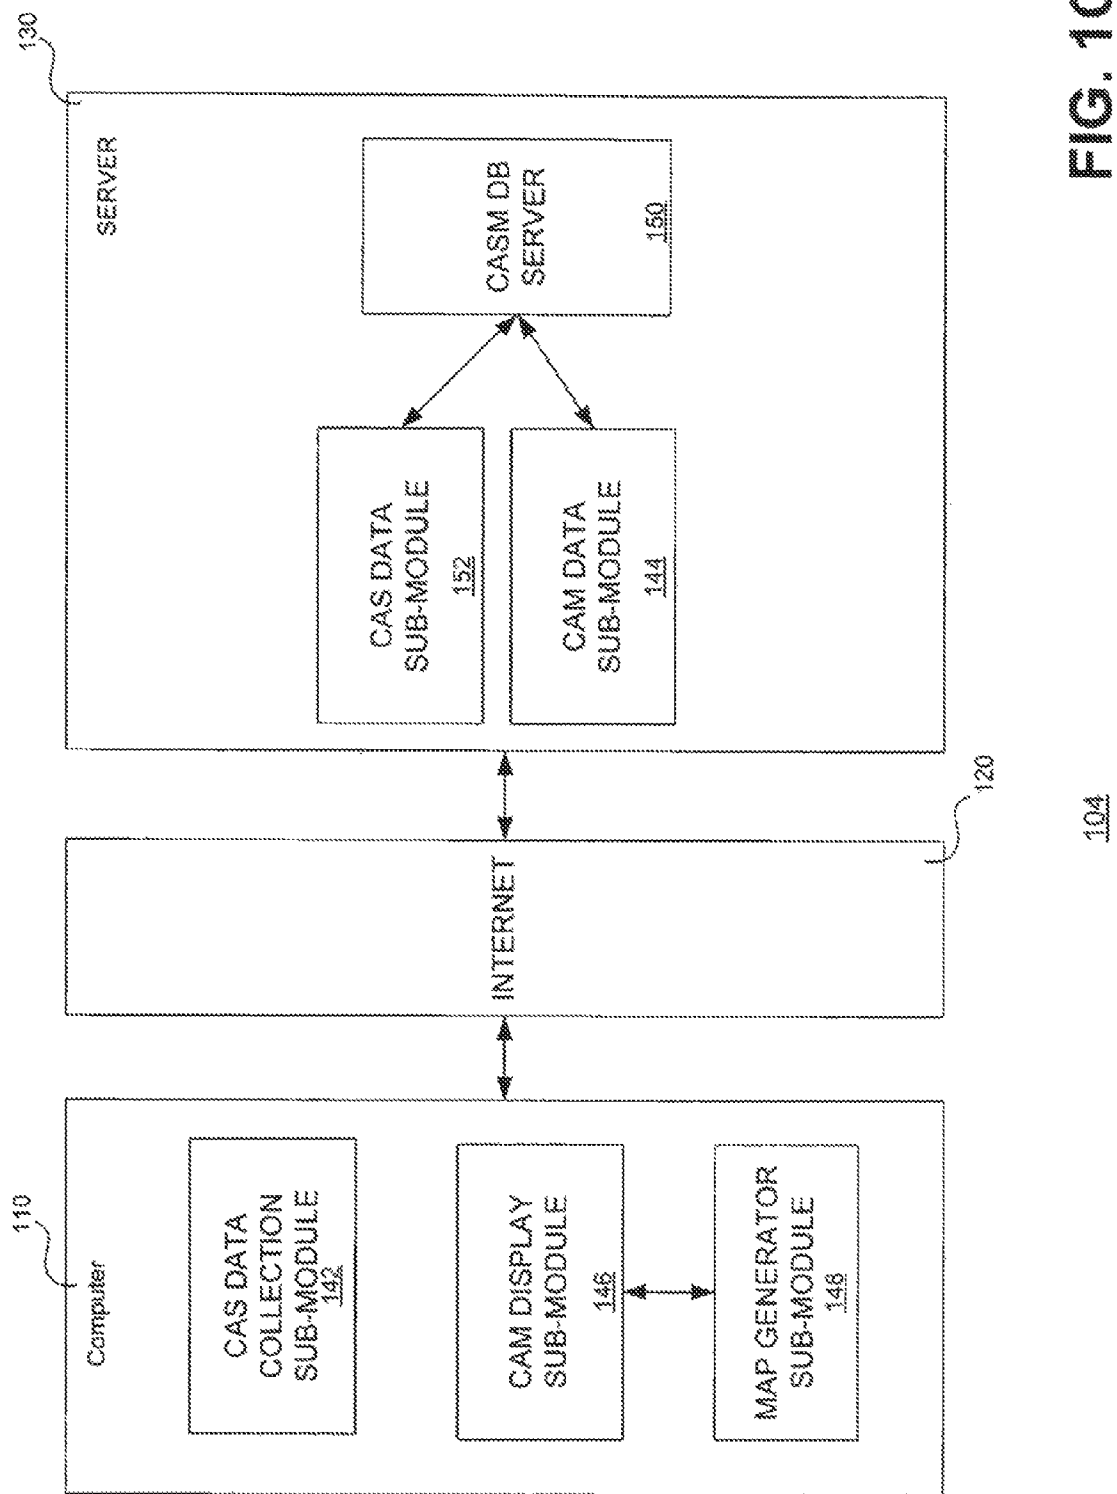 110
Computer
CAS DATA
COLLECTION
SUB-MODULE
142
CAM DISPLAY
SUB-MODULE
146
MAP GENERATOR
SUB-MODULE
148
INTERNET
120
130
SERVER
CAS DATA
SUB-MODULE
152
CAM DATA
SUB-MODULE
144
CASM DB
SERVER
150
104
FIG. 1C